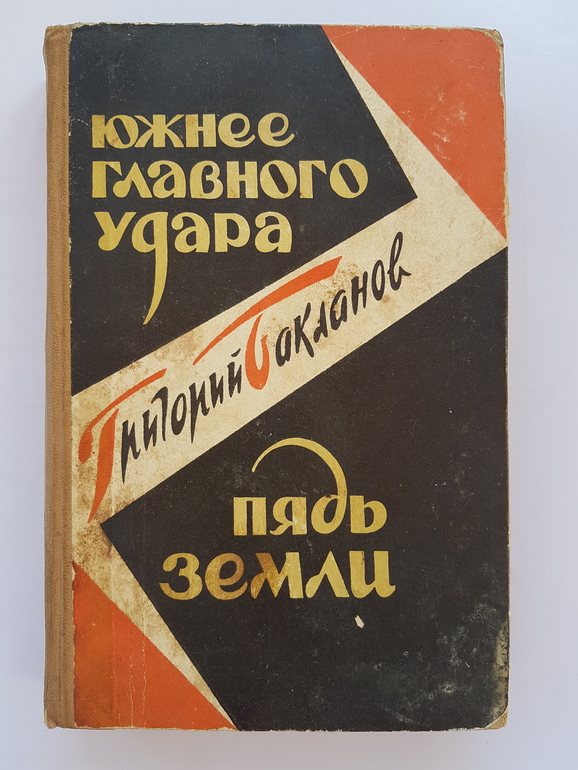 южнее
главного
удара
Григорий Бакланов
пядь
земли